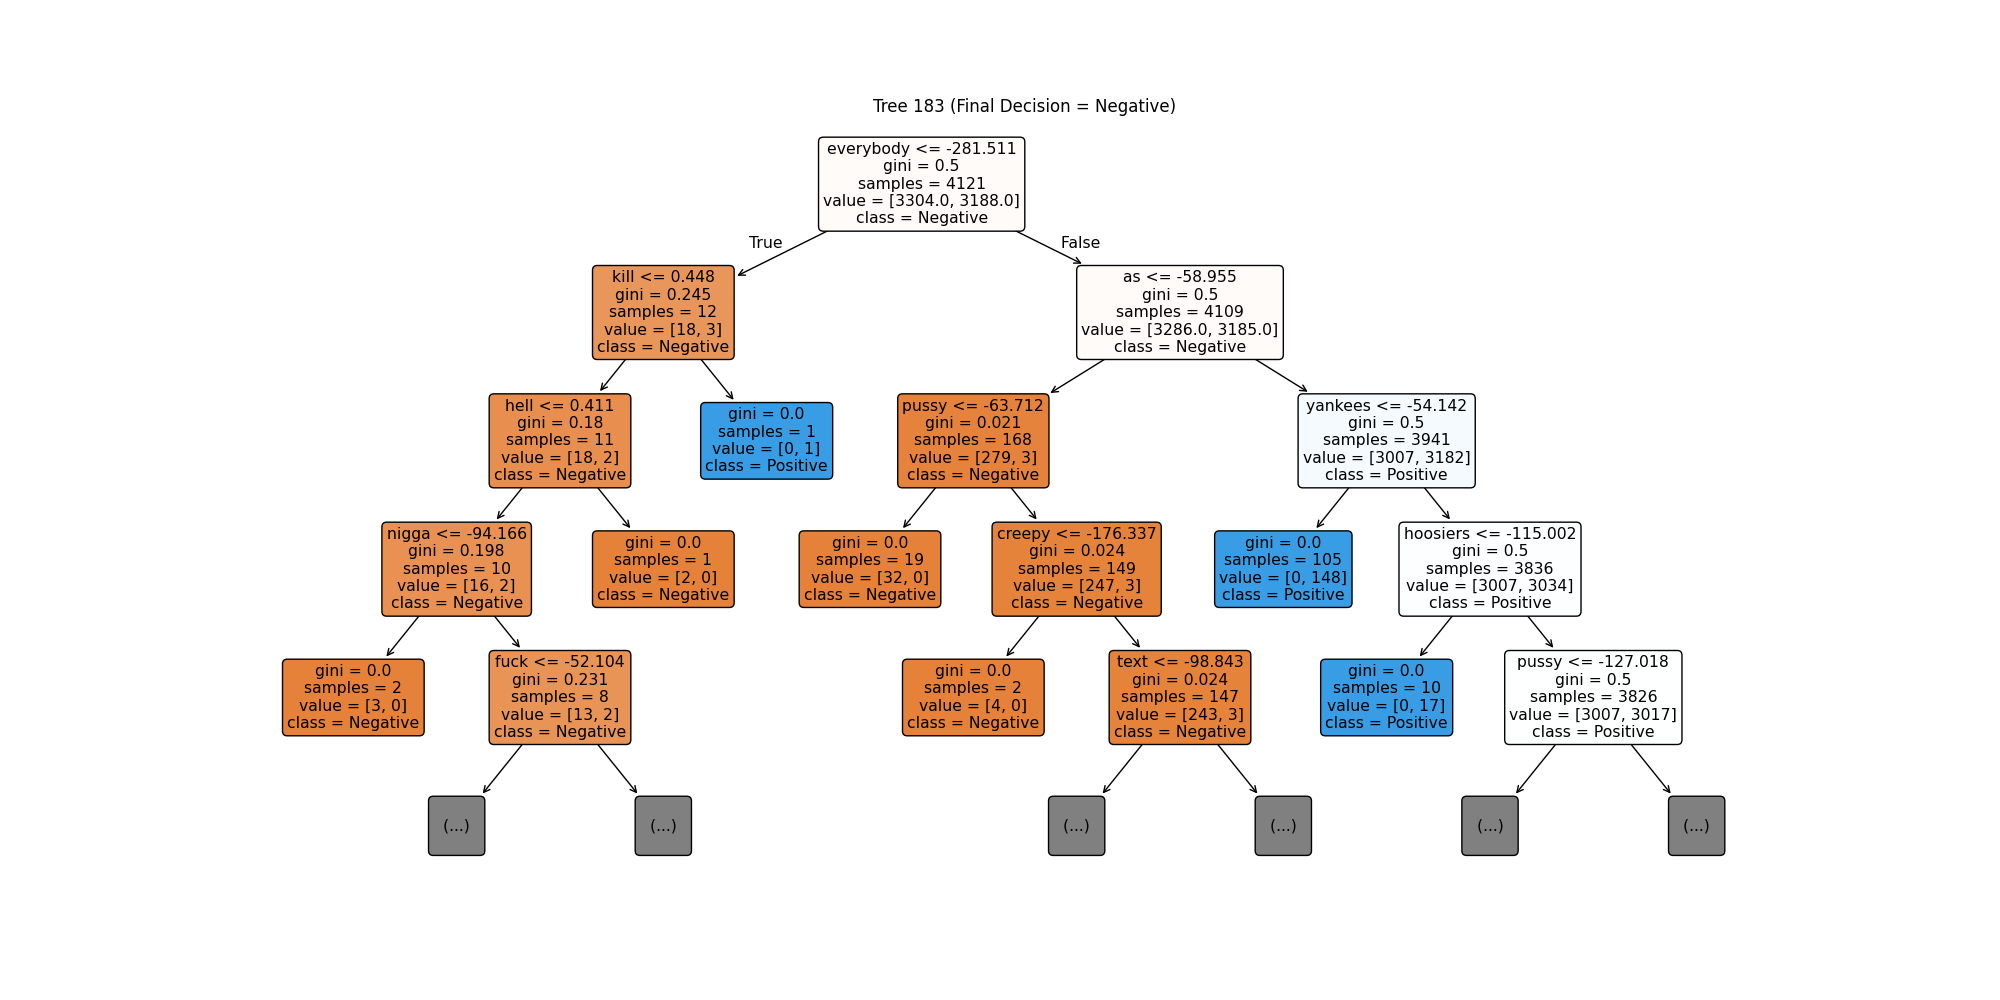 Tree 183 (Final Decision = Negative)
everybody <= -281.511
gini = 0.5
samples = 4121
value = [3304.0, 3188.0]
class = Negative
True
False
kill <= 0.448
gini = 0.245
samples = 12
value = [18, 3]
class = Negative
as <= -58.955
gini = 0.5
samples = 4109
value = [3286.0, 3185.0]
class = Negative
hell <= 0.411
gini = 0.18
samples = 11
value = [18, 2]
class = Negative
gini = 0.0
samples = 1
value = [0, 1]
class = Positive
pussy <= -63.712
gini = 0.021
samples = 168
value = [279, 3]
class = Negative
yankees <= -54.142
gini = 0.5
samples = 3941
value = [3007, 3182]
class = Positive
nigga <= -94.166
gini = 0.198
samples = 10
value = [16, 2]
class = Negative
gini = 0.0
samples = 1
value = [2, 0]
class = Negative
gini = 0.0
samples = 19
value = [32, 0]
class = Negative
creepy <= -176.337
gini = 0.024
samples = 149
value = [247, 3]
class = Negative
gini = 0.0
samples = 105
value = [0, 148]
class = Positive
hoosiers <= -115.002
gini = 0.5
samples = 3836
value = [3007, 3034]
class = Positive
gini = 0.0
samples = 2
value = [3, 0]
class = Negative
fuck <= -52.104
gini = 0.231
samples = 8
value = [13, 2]
class = Negative
gini = 0.0
samples = 2
value = [4, 0]
class = Negative
text <= -98.843
gini = 0.024
samples = 147
value = [243, 3]
class = Negative
gini = 0.0
samples = 10
value = [0, 17]
class = Positive
pussy <= -127.018
gini = 0.5
samples = 3826
value = [3007, 3017]
class = Positive
(...)
(...)
(...)
(...)
(...)
(...)